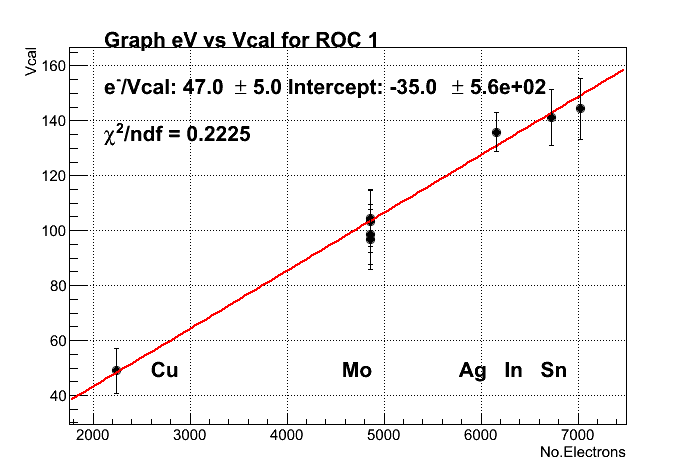 Graph eV vs Vcal for ROC 1
Vcal
e-/Vcal: 47.0 ± 5.0 Intercept: -35.0 ± 5.6e+02
χ2/ndf = 0.2225
160
140
120
100
80
60
40
Cu Mo Ag In Sn
2000 3000 4000 5000 6000 7000
No.Electrons